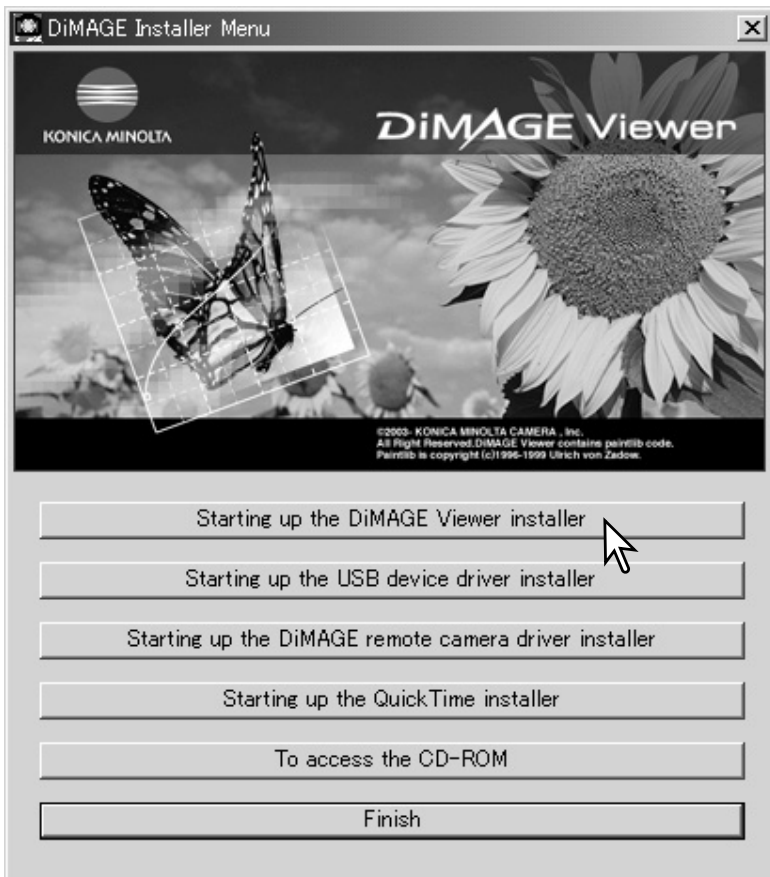 DiMAGE Installer Menu
KONICA MINOLTA
DiMAGE Viewer
©2003- KONICA MINOLTA CAMERA , Inc.
All Right Reserved.DiMAGE Viewer contains paintlib code.
Paintlib is copyright (c)1996-1999 Ulrich von Zadow.
Starting up the DiMAGE Viewer installer
Starting up the USB device driver installer
Starting up the DiMAGE remote camera driver installer
Starting up the QuickTime installer
To access the CD-ROM
Finish